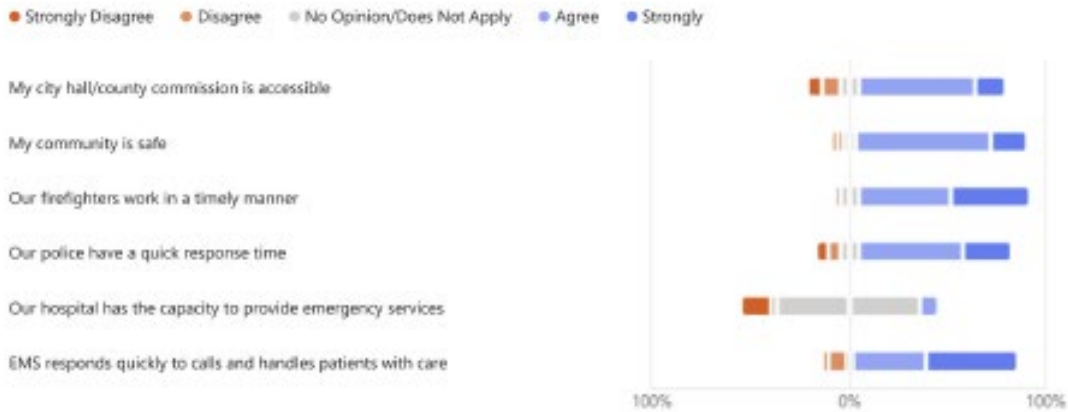 Strongly Disagree Disagree No Opinion/Does Not Apply Agree Strongly
My city hall/county commission is accessible
My community is safe
Our firefighters work in a timely manner
Our police have a quick response time
Our hospital has the capacity to provide emergency services
EMS responds quickly to calls and handles patients with care
100% 0% 100%